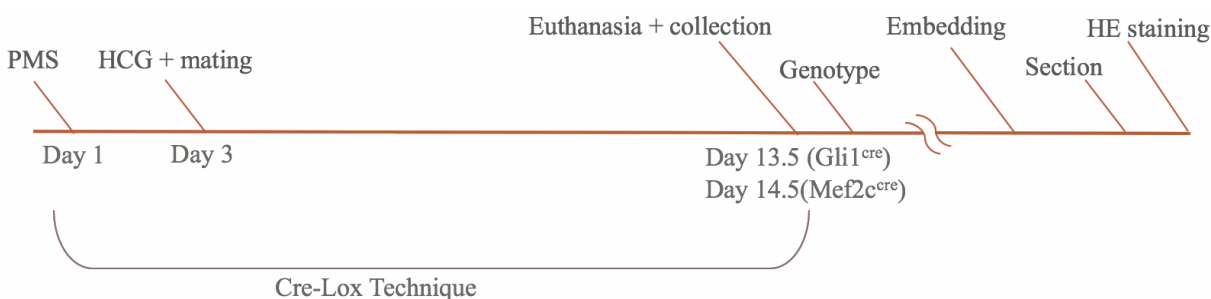 Euthanasia + collection
Embedding
HE staining
PMS
HCG + mating
Genotype
Section
Day 1
Day 3
Day 13.5 (Gli1ᶜʳᵉ)
Day 14.5(Mef2cᶜʳᵉ)
Cre-Lox Technique